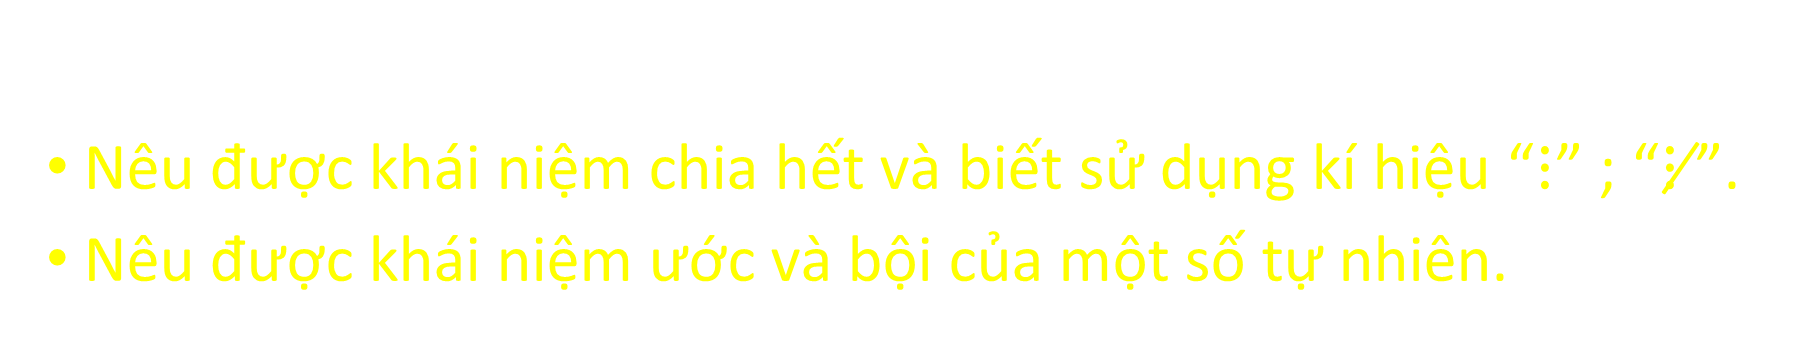 • Nêu được khái niệm chia hết và biết sử dụng kí hiệu “⋮” ; “⋮̸”.
• Nêu được khái niệm ước và bội của một số tự nhiên.